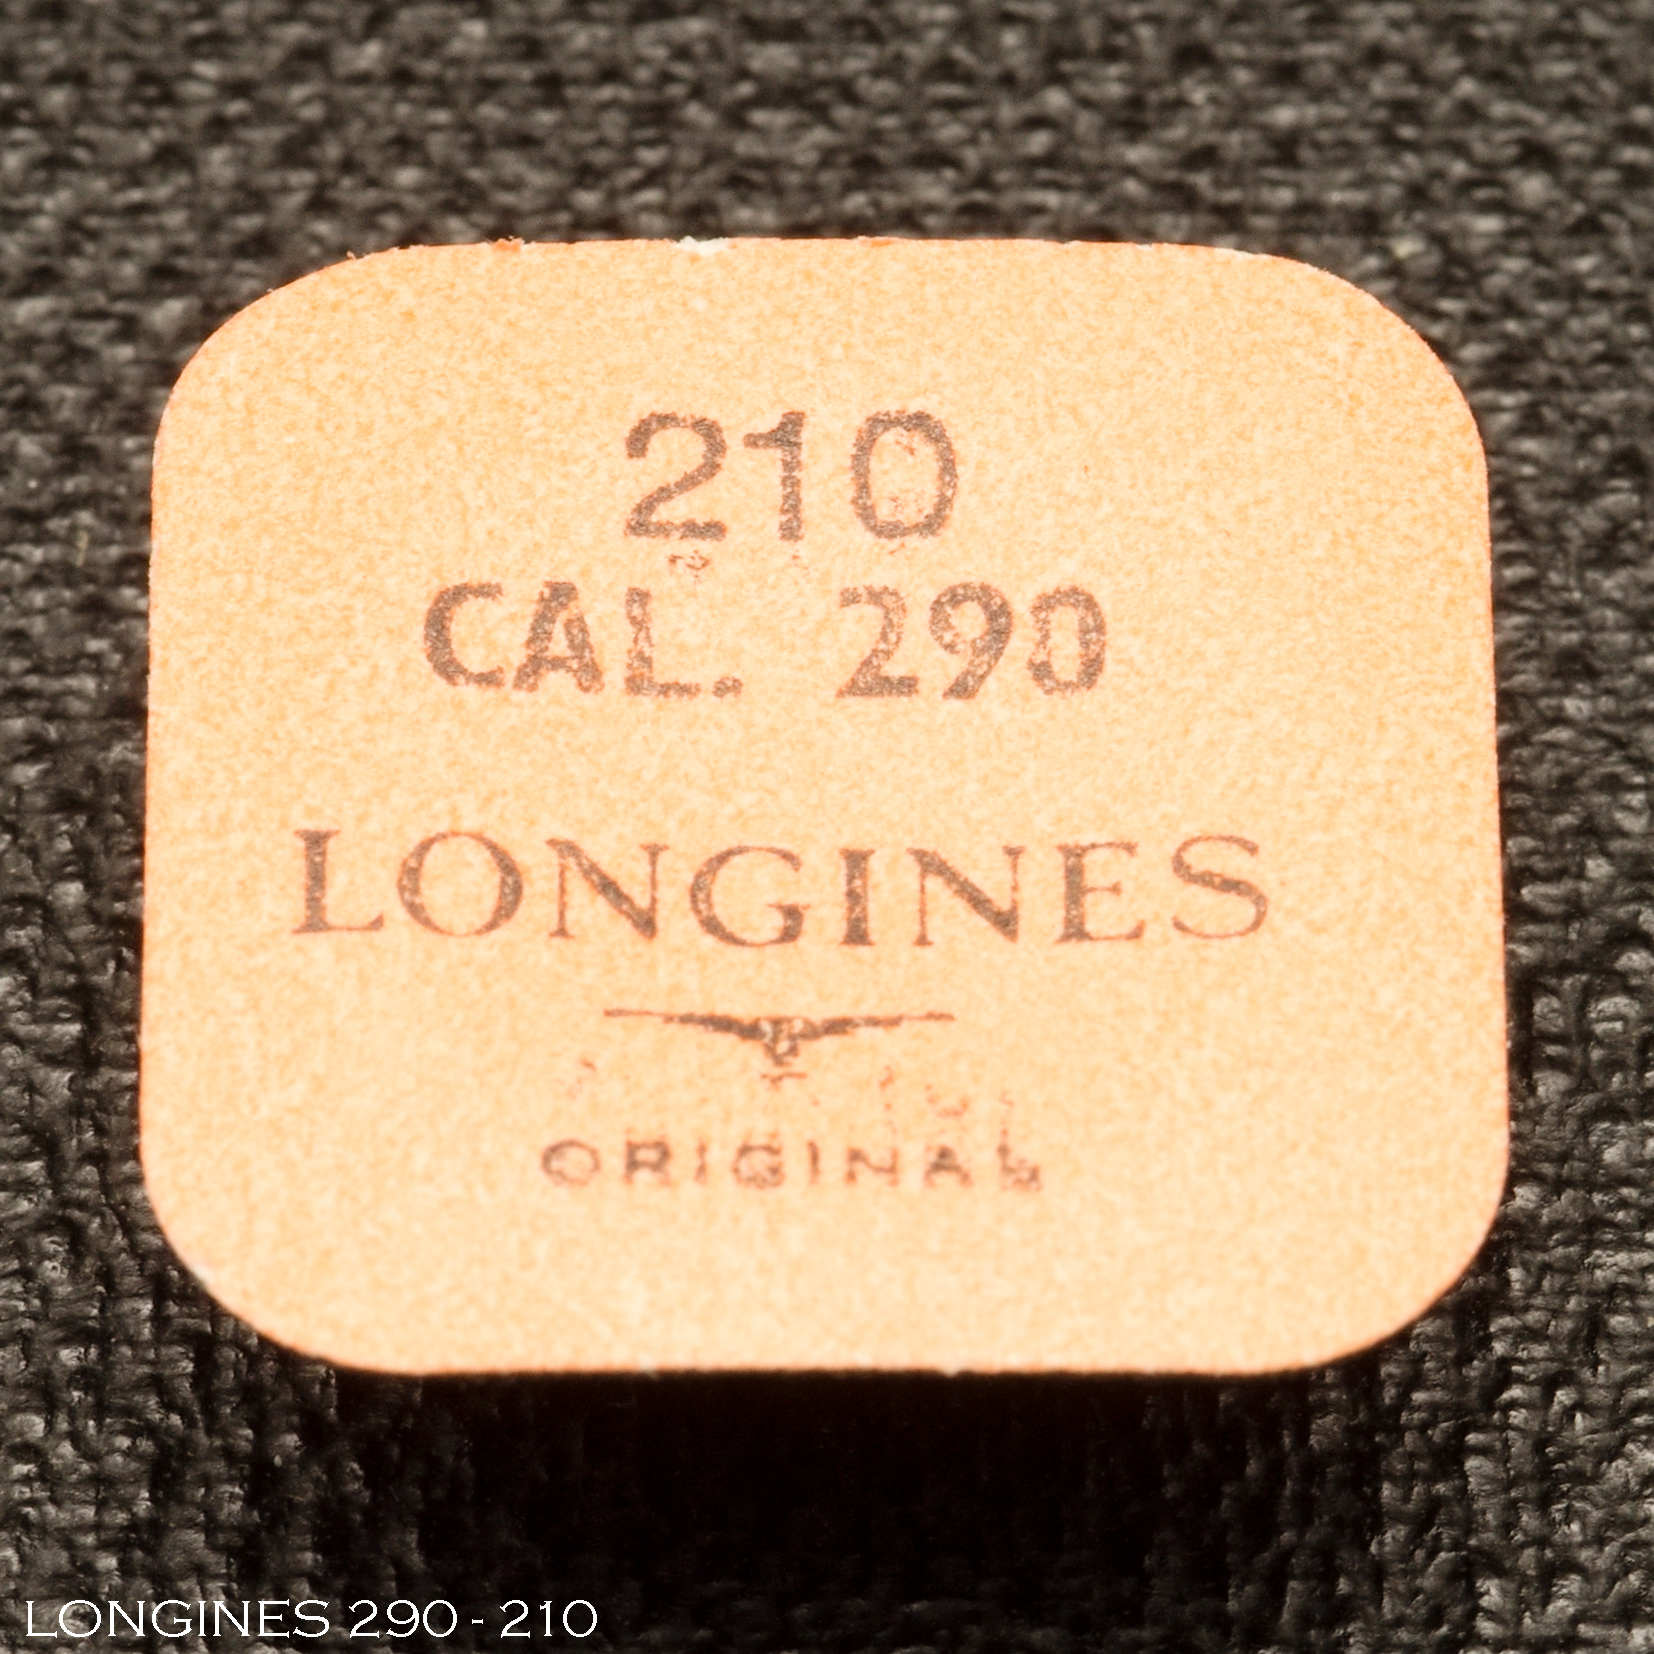 210
CAL. 290
LONGINES
ORIGINAL
LONGINES 290 - 210